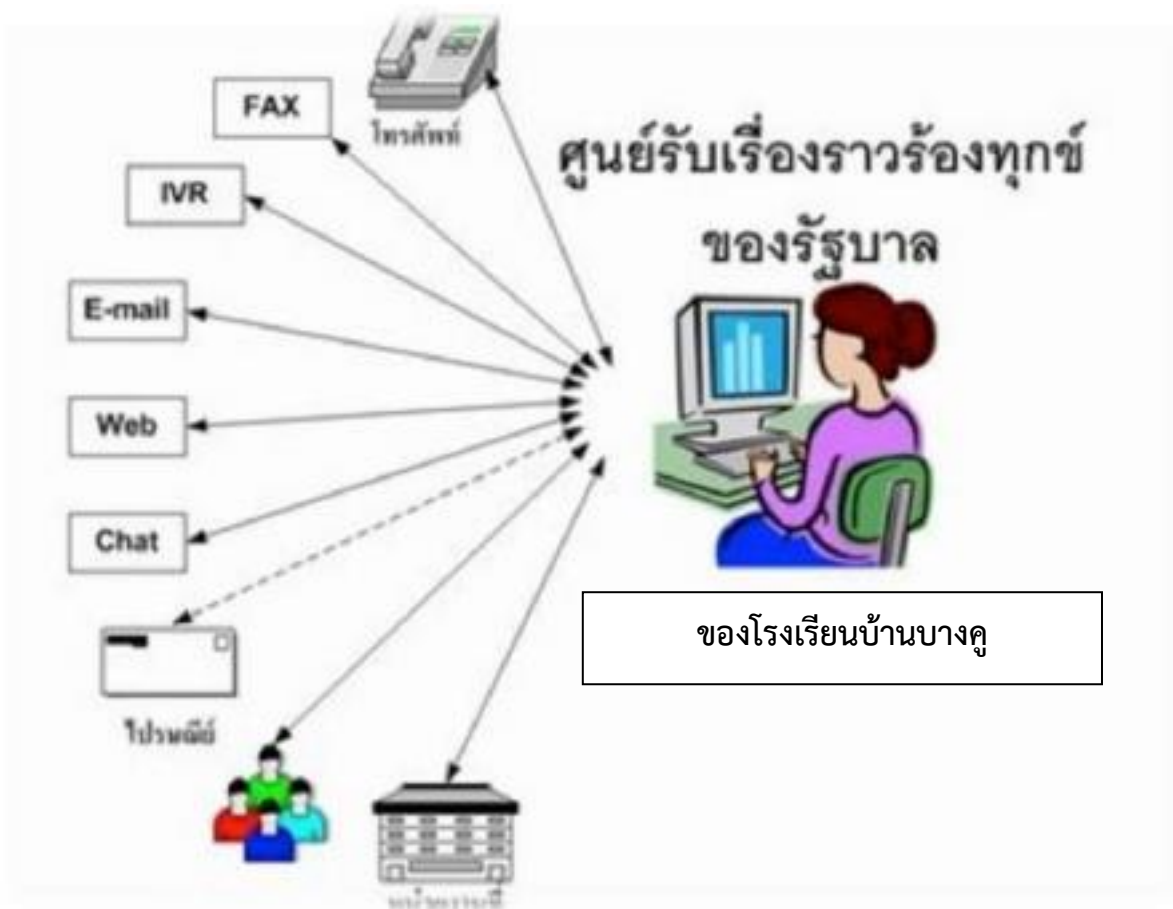 โทรศัพท์
FAX
ศูนย์รับเรื่องราวร้องทุกข์
ของรัฐบาล
IVR
E-mail
Web
Chat
ของโรงเรียนบ้านบางคู
ไปรษณีย์